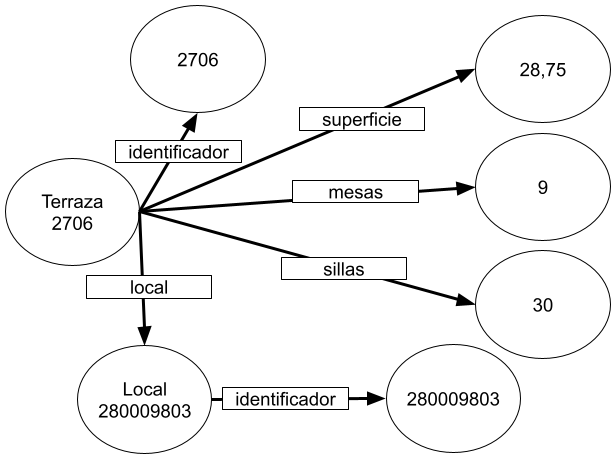 2706
28,75
superficie
identificador
mesas
9
Terraza
2706
sillas
local
30
Local
280009803
identificador
280009803